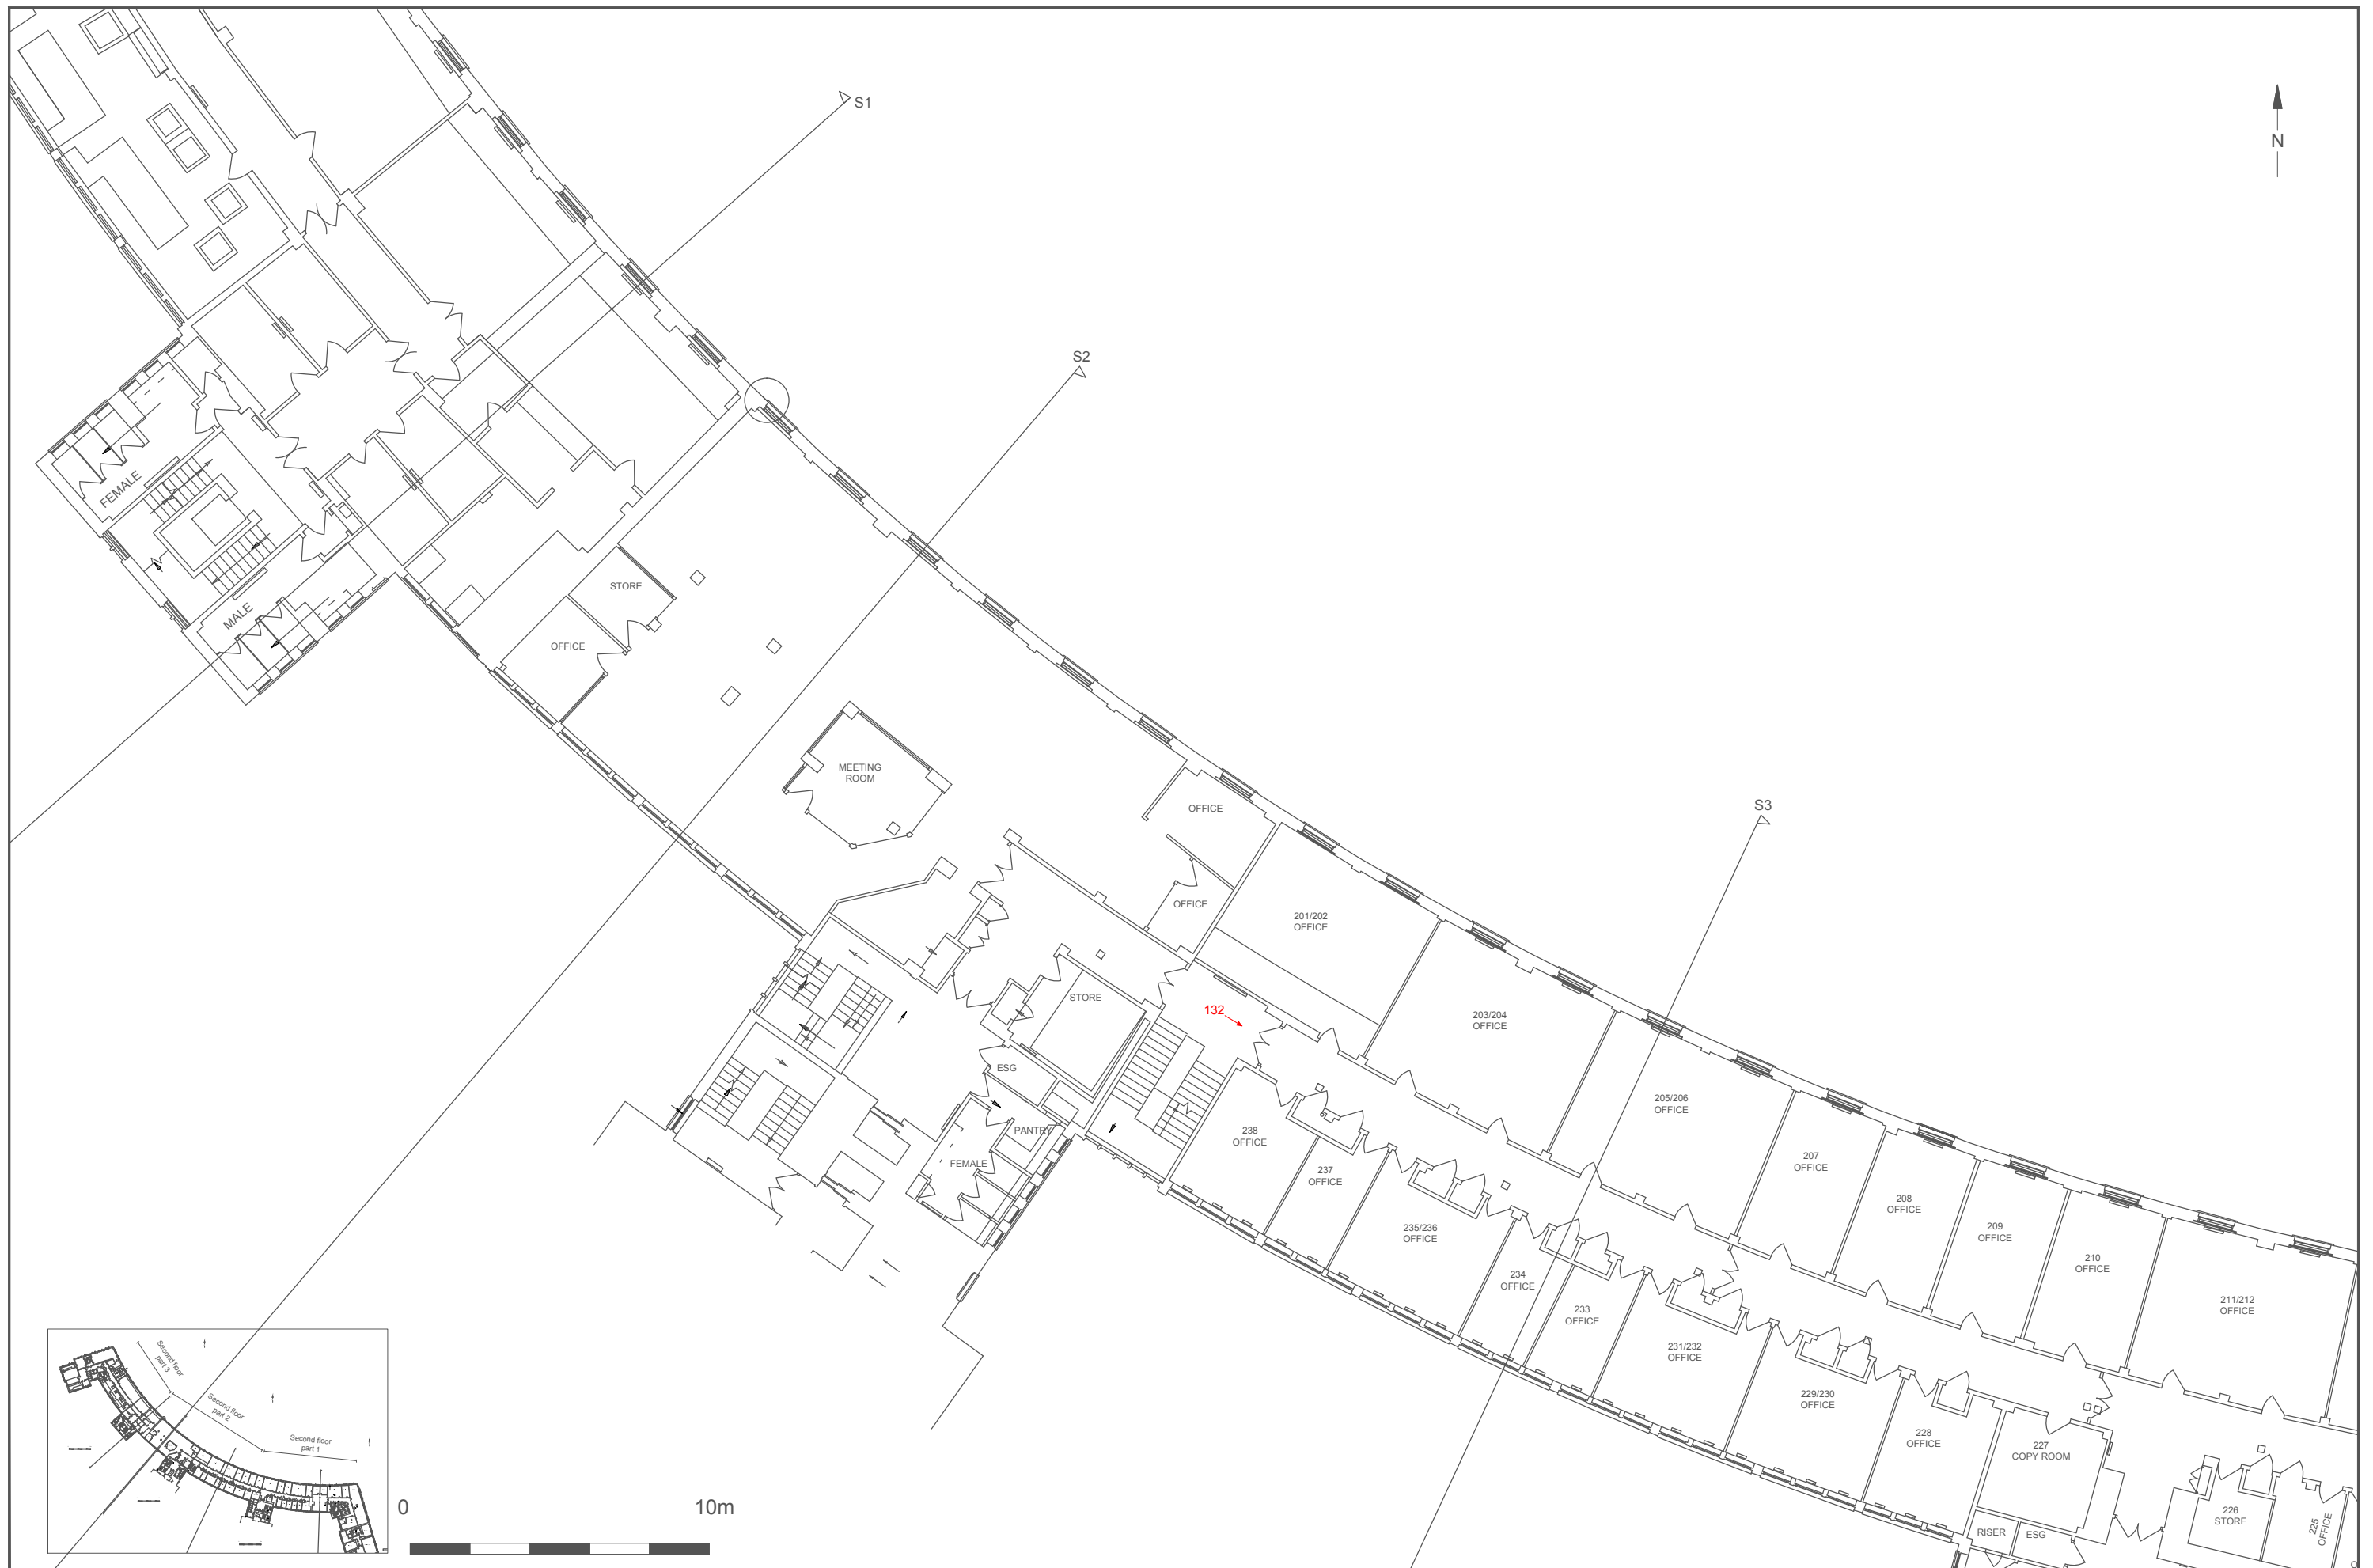 S1
N
S2
FEMALE
MALE
STORE
OFFICE
MEETING
ROOM
OFFICE
S3
OFFICE
201/202
OFFICE
STORE
132
203/204
OFFICE
ESG
205/206
OFFICE
PANTRY
238
OFFICE
FEMALE
237
OFFICE
207
OFFICE
208
OFFICE
235/236
OFFICE
209
OFFICE
210
OFFICE
234
OFFICE
233
OFFICE
211/212
OFFICE
231/232
OFFICE
229/230
OFFICE
228
OFFICE
227
COPY ROOM
226
STORE
225
OFFICE
RISER
ESG
Second floor
part 3
Second floor
part 2
Second floor
part 1
0
10m